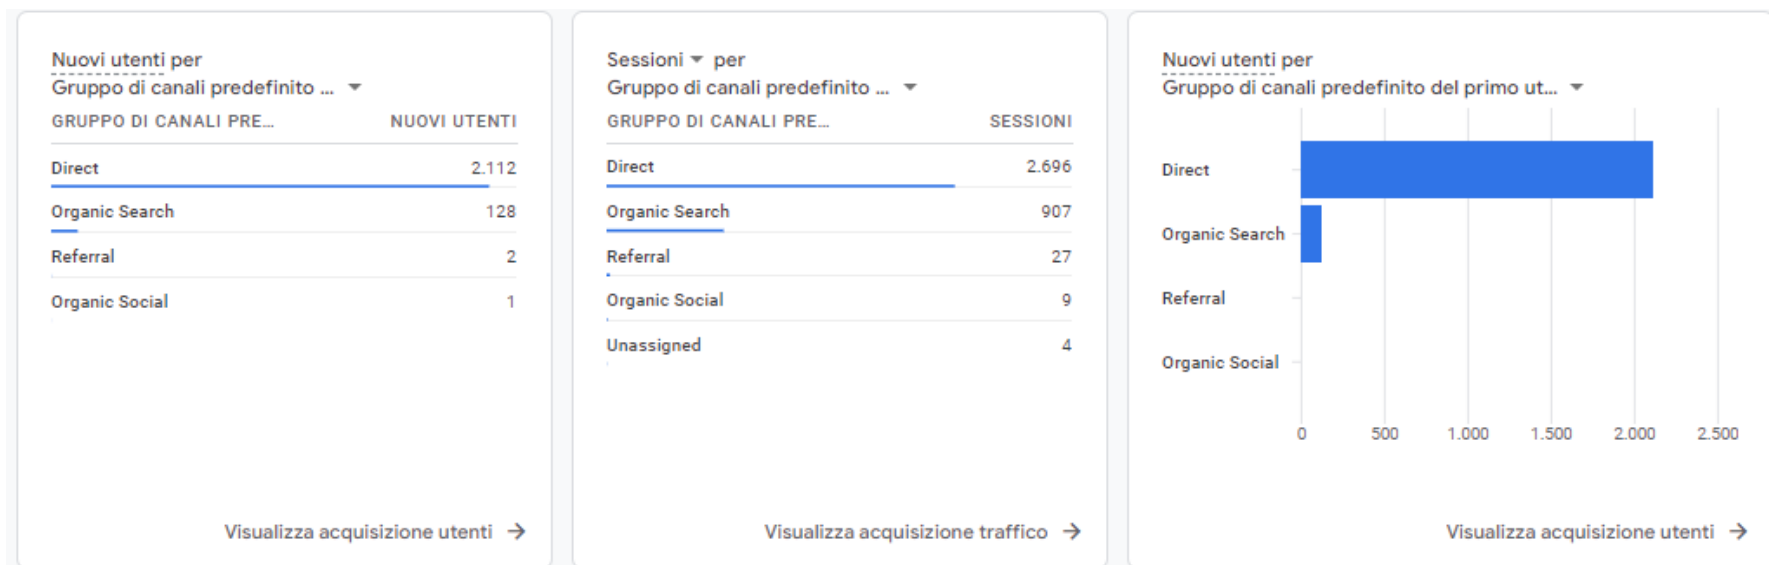 Nuovi utenti per
Gruppo di canali predefinito ...
GRUPPO DI CANALI PRE... NUOVI UTENTI
Direct 2.112
Organic Search 128
Referral 2
Organic Social 1
Visualizza acquisizione utenti
Sessioni per
Gruppo di canali predefinito ...
GRUPPO DI CANALI PRE... SESSIONI
Direct 2.696
Organic Search 907
Referral 27
Organic Social 9
Unassigned 4
Visualizza acquisizione traffico
Nuovi utenti per
Gruppo di canali predefinito del primo ut...
Direct
Organic Search
Referral
Organic Social
0 500 1.000 1.500 2.000 2.500
Visualizza acquisizione utenti